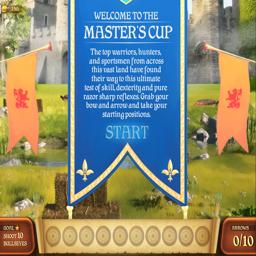 WELCOME TO THE
MASTER'S CUP
The top warriors, hunters,
and sportsmen from across
this vast land have found
their way to this ultimate
test of skill, dexterity and pure
razor sharp reflexes. Grab your
bow and arrow and take your
starting positions.
START
GOAL
SHOOT 10
BULLSEYES
ARROWS
0/10